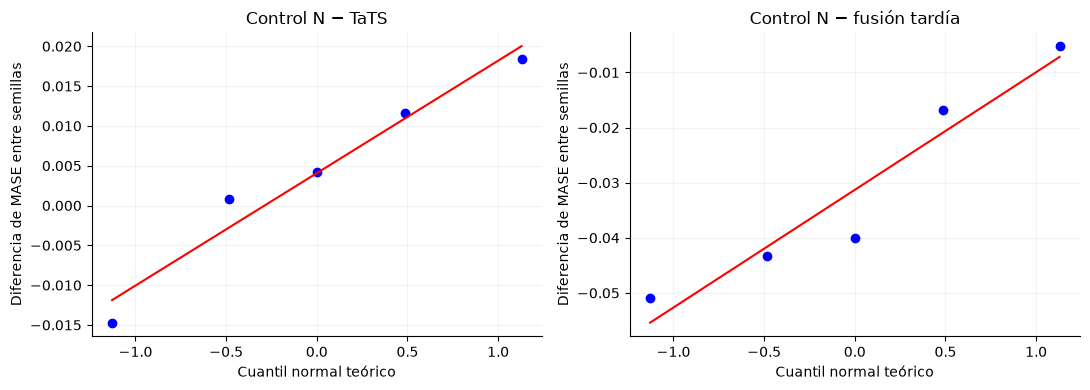 Control N − TaTS
Diferencia de MASE entre semillas
0.020
0.015
0.010
0.005
0.000
−0.005
−0.010
−0.015
−1.0 −0.5 0.0 0.5 1.0
Cuantil normal teórico
Control N − fusión tardía
Diferencia de MASE entre semillas
−0.01
−0.02
−0.03
−0.04
−0.05
−1.0 −0.5 0.0 0.5 1.0
Cuantil normal teórico